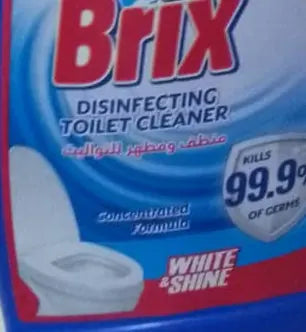 Brix
DISINFECTING
TOILET CLEANER
منظف ومطهر للتواليت
KILLS
99.9%
OF GERMS
Concentrated
Formula
WHITE
& SHINE